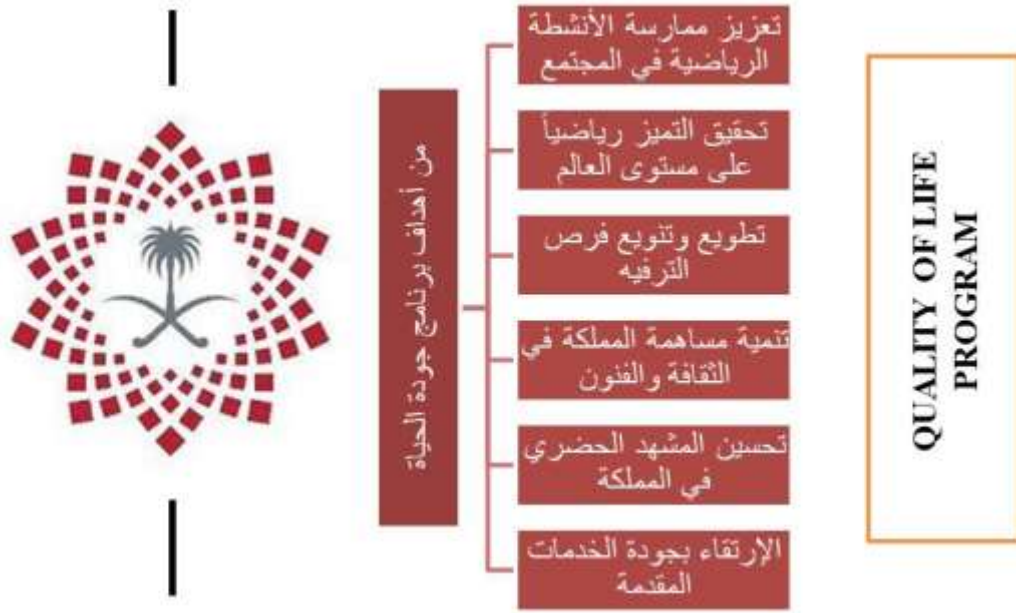 من أهداف برنامج جودة الحياة
تعزيز ممارسة الأنشطة
الرياضية في المجتمع
تحقيق التميز رياضياً
على مستوى العالم
تطويع وتنويع فرص
الترفيه
تنمية مساهمة المملكة في
الثقافة والفنون
تحسين المشهد الحضري
في المملكة
الإرتقاء بجودة الخدمات
المقدمة
QUALITY OF LIFE
PROGRAM